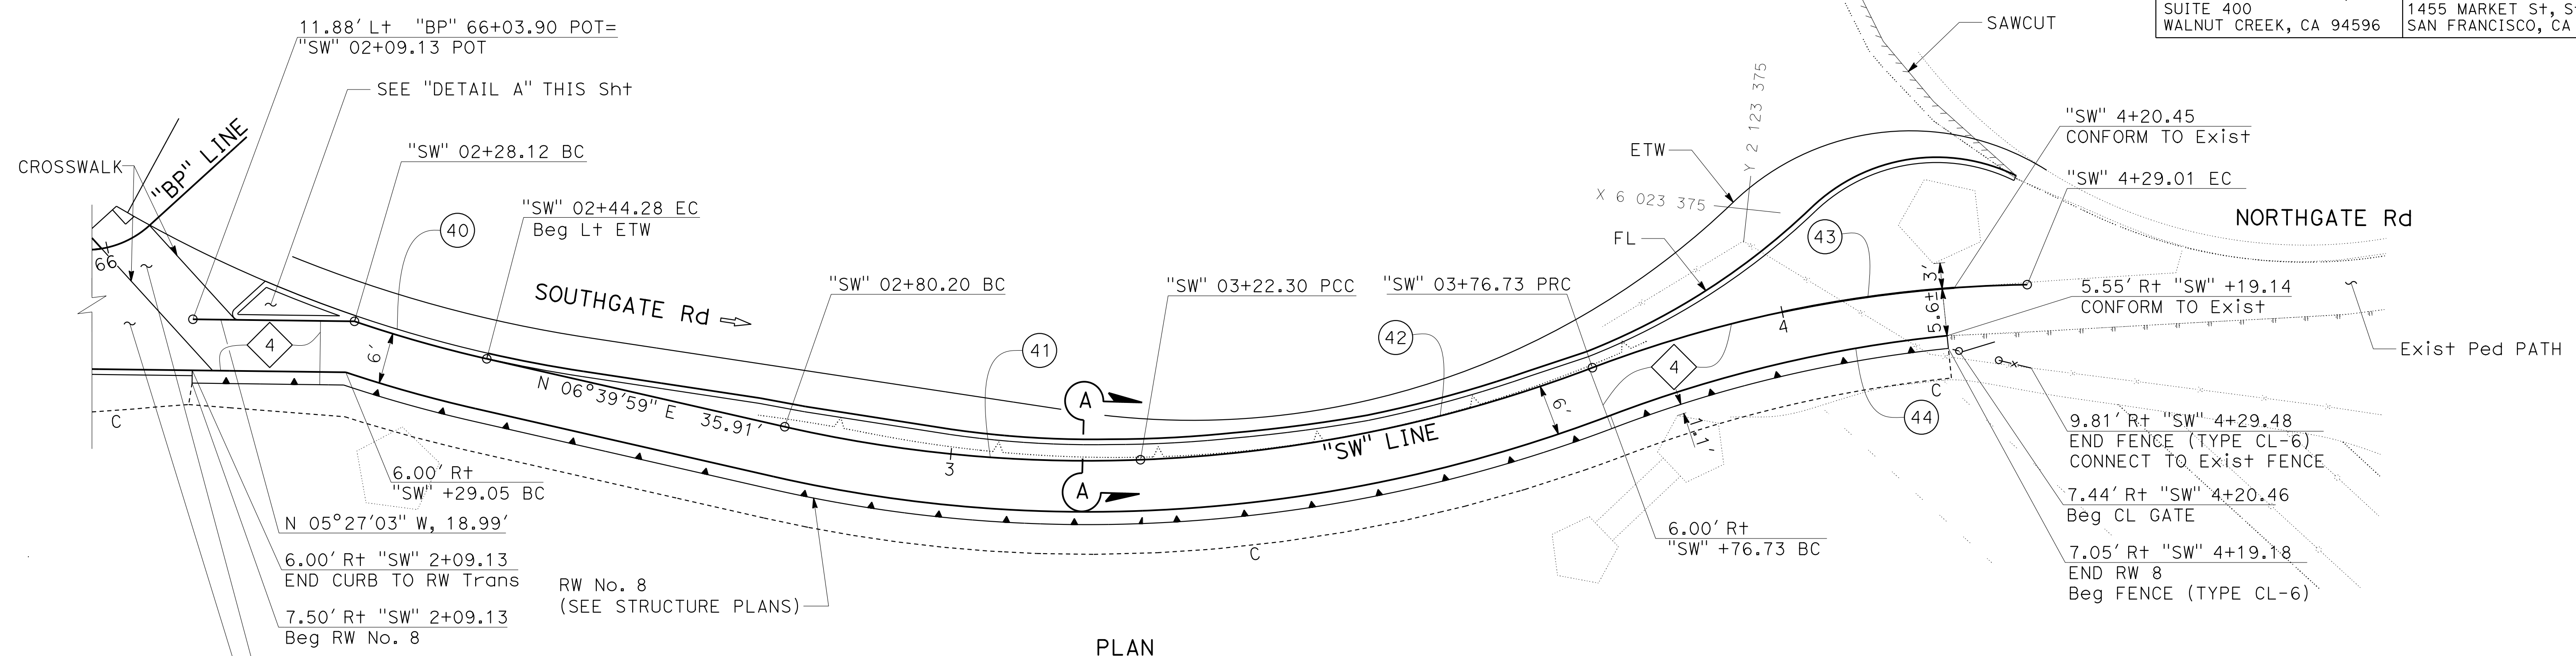 11.88' Lt "BP" 66+03.90 POT=
"SW" 02+09.13 POT
SEE "DETAIL A" THIS Sht
CROSSWALK
"BP" LINE
66
"SW" 02+28.12 BC
40
"SW" 02+44.28 EC
Beg Lt ETW
SOUTHGATE Rd
4
6'
N 06°39'59" E 35.91'
"SW" 02+80.20 BC
41
3
A
A
"SW" 03+22.30 PCC
"SW" 03+76.73 PRC
42
"SW" LINE
6'
4
4
1.1'
43
44
ETW
FL
X 6 023 375
Y 2 123 375
SAWCUT
SUITE 400
WALNUT CREEK, CA 94596
1455 MARKET St, S
SAN FRANCISCO, CA
"SW" 4+20.45
CONFORM TO Exist
"SW" 4+29.01 EC
NORTHGATE Rd
3'
5.6±
5.55' Rt "SW" +19.14
CONFORM TO Exist
Exist Ped PATH
9.81' Rt "SW" 4+29.48
END FENCE (TYPE CL-6)
CONNECT TO Exist FENCE
7.44' Rt "SW" 4+20.46
Beg CL GATE
7.05' Rt "SW" 4+19.18
END RW 8
Beg FENCE (TYPE CL-6)
C
C
C
6.00' Rt
"SW" +29.05 BC
N 05°27'03" W, 18.99'
6.00' Rt "SW" 2+09.13
END CURB TO RW Trans
7.50' Rt "SW" 2+09.13
Beg RW No. 8
RW No. 8
(SEE STRUCTURE PLANS)
6.00' Rt
"SW" +76.73 BC
PLAN